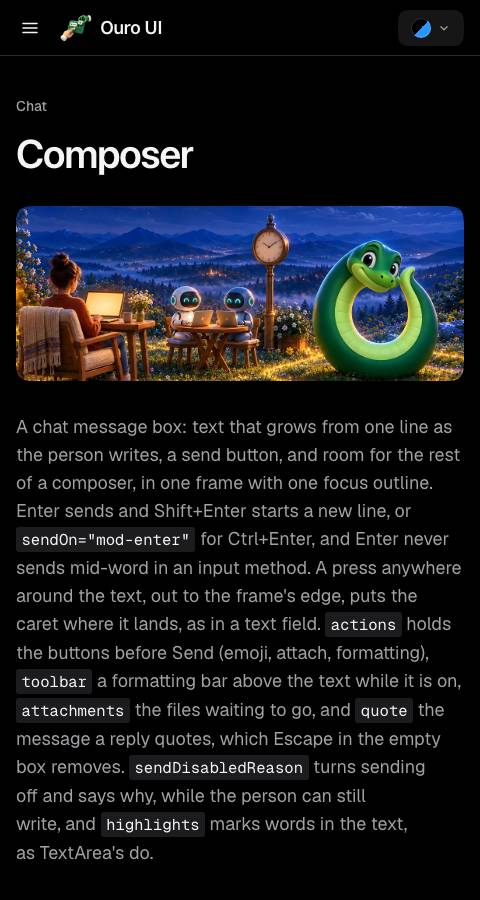 Ouro UI
Chat
Composer
A chat message box: text that grows from one line as
the person writes, a send button, and room for the rest
of a composer, in one frame with one focus outline.
Enter sends and Shift+Enter starts a new line, or
sendOn="mod-enter" for Ctrl+Enter, and Enter never
sends mid-word in an input method. A press anywhere
around the text, out to the frame's edge, puts the
caret where it lands, as in a text field. actions holds
the buttons before Send (emoji, attach, formatting),
toolbar a formatting bar above the text while it is on,
attachments the files waiting to go, and quote the
message a reply quotes, which Escape in the empty
box removes. sendDisabledReason turns sending
off and says why, while the person can still
write, and highlights marks words in the text,
as TextArea's do.